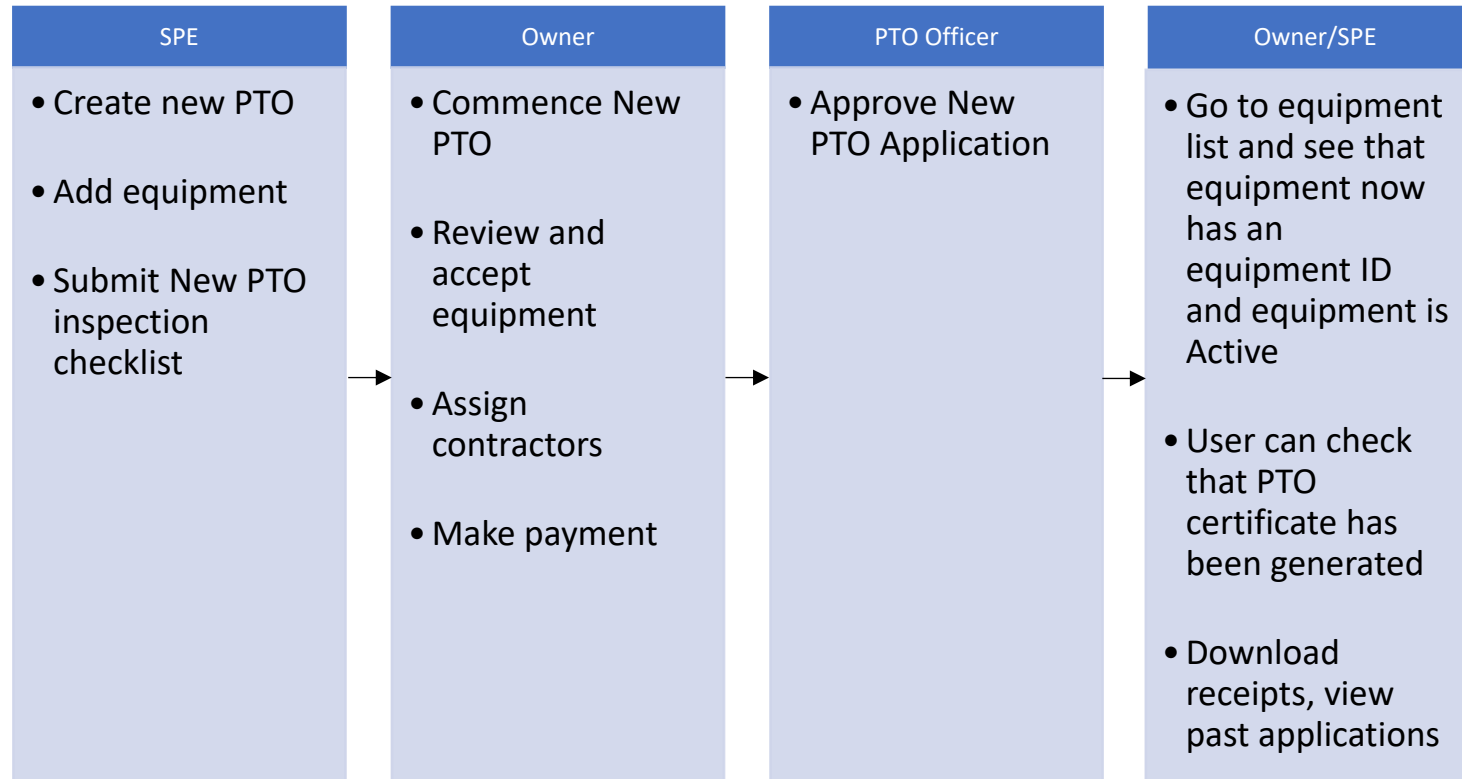 SPE
• Create new PTO
• Add equipment
• Submit New PTO
inspection
checklist
Owner
• Commence New
PTO
• Review and
accept
equipment
• Assign
contractors
• Make payment
PTO Officer
• Approve New
PTO Application
Owner/SPE
• Go to equipment
list and see that
equipment now
has an
equipment ID
and equipment is
Active
• User can check
that PTO
certificate has
been generated
• Download
receipts, view
past applications